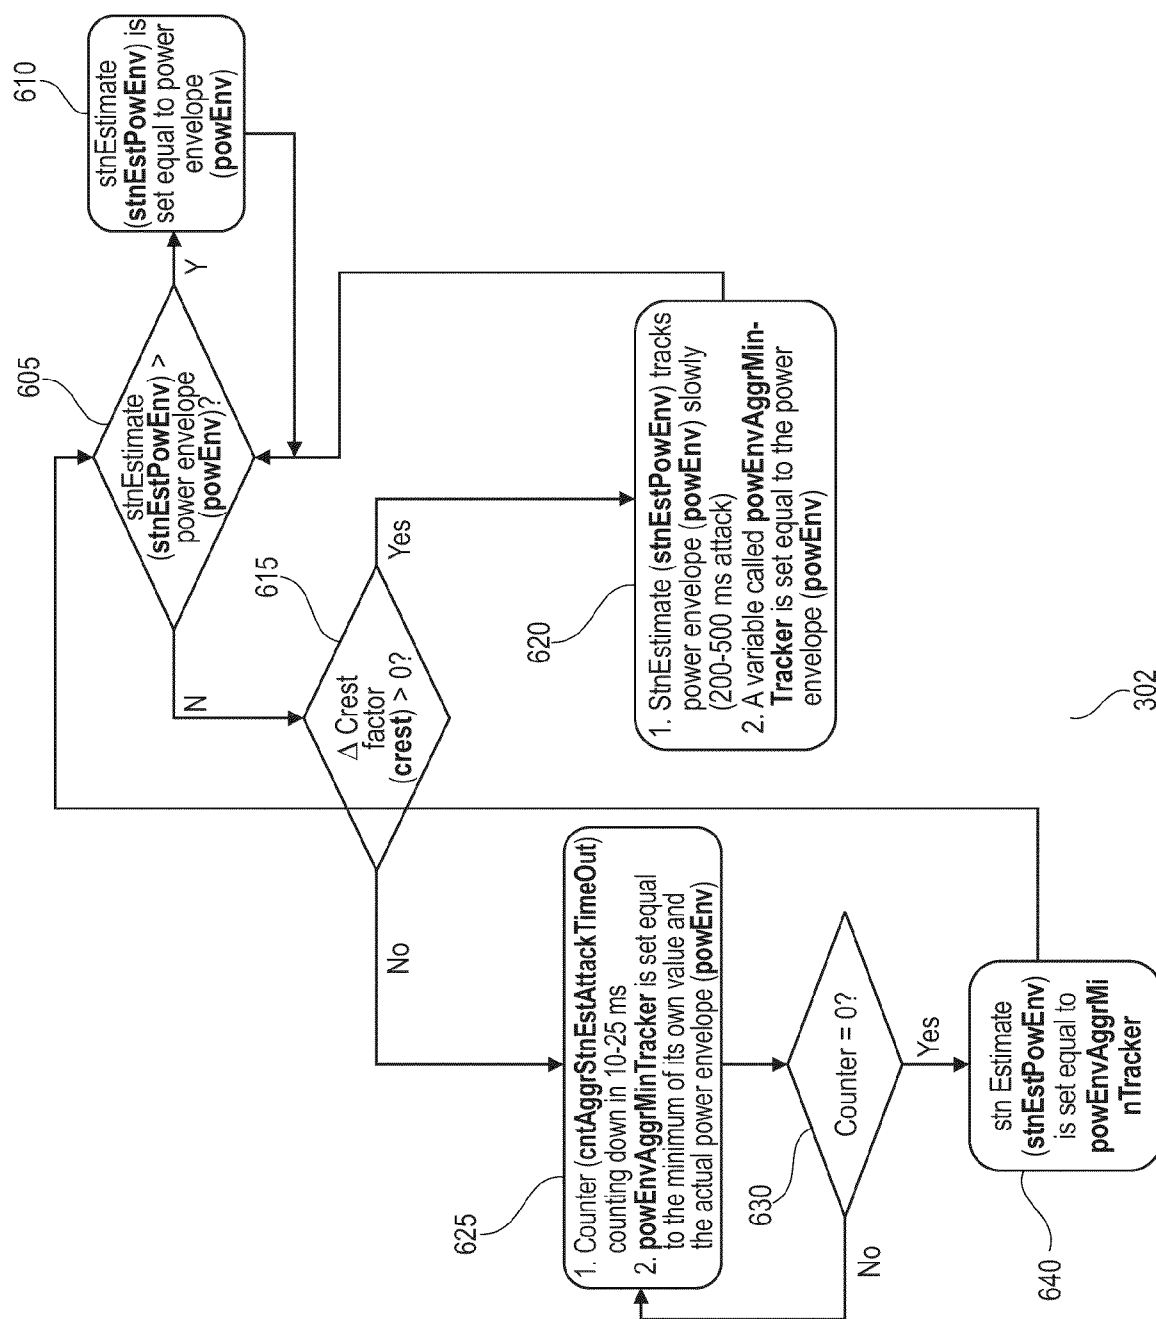 610
stnEstimate
(stnEstPowEnv) is
set equal to power
envelope
(powEnv)
605
stnEstimate
(stnEstPowEnv) >
power envelope
(powEnv)?
Y
N
615
Δ Crest
factor
(crest) > 0?
Yes
No
620
1. StnEstimate (stnEstPowEnv) tracks
power envelope (powEnv) slowly
(200-500 ms attack)
2. A variable called powEnvAggrMin-
Tracker is set equal to the power
envelope (powEnv)
625
1. Counter (cntAggrStnEstAttackTimeOut)
counting down in 10-25 ms
2. powEnvAggrMinTracker is set equal
to the minimum of its own value and
the actual power envelope (powEnv)
630
Counter = 0?
No
Yes
640
stn Estimate
(stnEstPowEnv)
is set equal to
powEnvAggrMi
nTracker
302